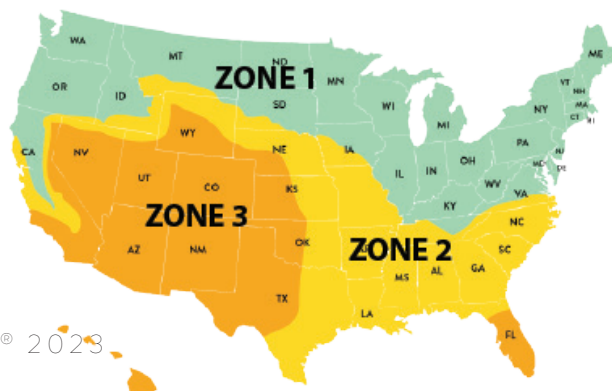 WA
MT
ND
ME
ZONE 1
MN
OR
ID
SD
WI
VT
NH
NY
MA
MI
CT
RI
WY
PA
NE
IA
NJ
OH
CA
NV
IL
IN
MD
DE
UT
WV
CO
KS
VA
KY
ZONE 3
NC
OK
ZONE 2
AZ
NM
SC
MS
AL
GA
TX
LA
FL
® 2023